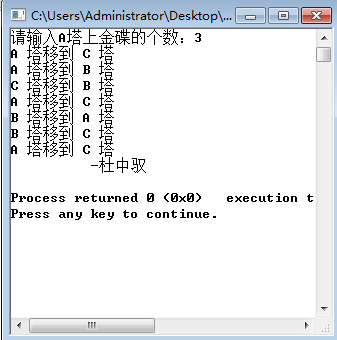 C:\Users\Administrator\Desktop\...
请输入A塔上金碟的个数：3
A 塔移到 C 塔
A 塔移到 B 塔
C 塔移到 B 塔
A 塔移到 C 塔
B 塔移到 A 塔
B 塔移到 C 塔
A 塔移到 C 塔
-杜中驭
Process returned 0 (0x0) execution t
Press any key to continue.